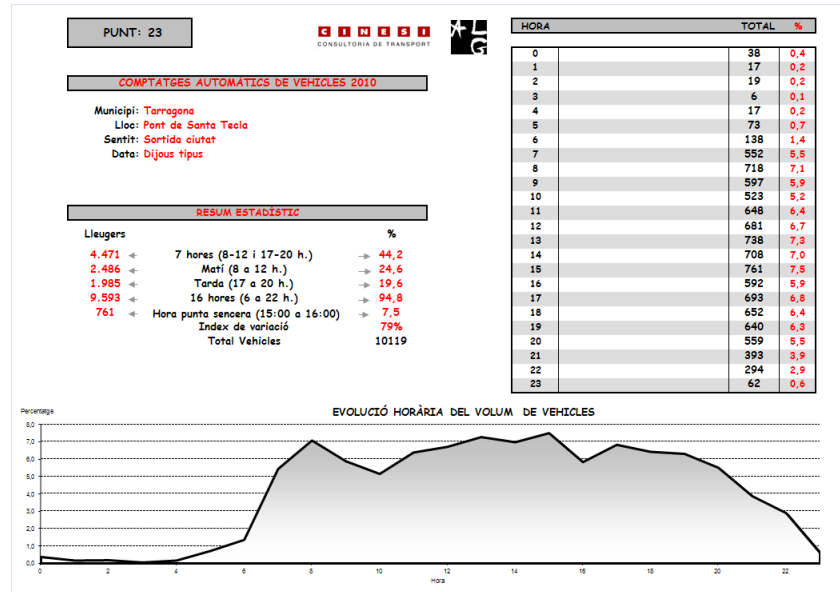 PUNT: 23
CINESI
CONSULTORIA DE TRANSPORT
ALG
COMPTATGES AUTOMÀTICS DE VEHICLES 2010
Municipi: Tarragona
Lloc: Pont de Santa Tecla
Sentit: Sortida ciutat
Data: Dijous tipus
RESUM ESTADÍSTIC
Lleugers %
4.471 7 hores (8-12 i 17-20 h.) 44,2
2.486 Matí (8 a 12 h.) 24,6
1.985 Tarda (17 a 20 h.) 19,6
9.593 16 hores (6 a 22 h.) 94,8
761 Hora punta sencera (15:00 a 16:00) 7,5
Index de variació 79%
Total Vehicles 10119
HORA TOTAL %
0 38 0,4
1 17 0,2
2 19 0,2
3 6 0,1
4 17 0,2
5 73 0,7
6 138 1,4
7 552 5,5
8 718 7,1
9 597 5,9
10 523 5,2
11 648 6,4
12 681 6,7
13 738 7,3
14 708 7,0
15 761 7,5
16 592 5,9
17 693 6,8
18 652 6,4
19 640 6,3
20 559 5,5
21 393 3,9
22 294 2,9
23 62 0,6
EVOLUCIÓ HORÀRIA DEL VOLUM DE VEHICLES
Percentatge
8,0
7,0
6,0
5,0
4,0
3,0
2,0
1,0
0,0
0 2 4 6 8 10 12 14 16 18 20 22
Hora